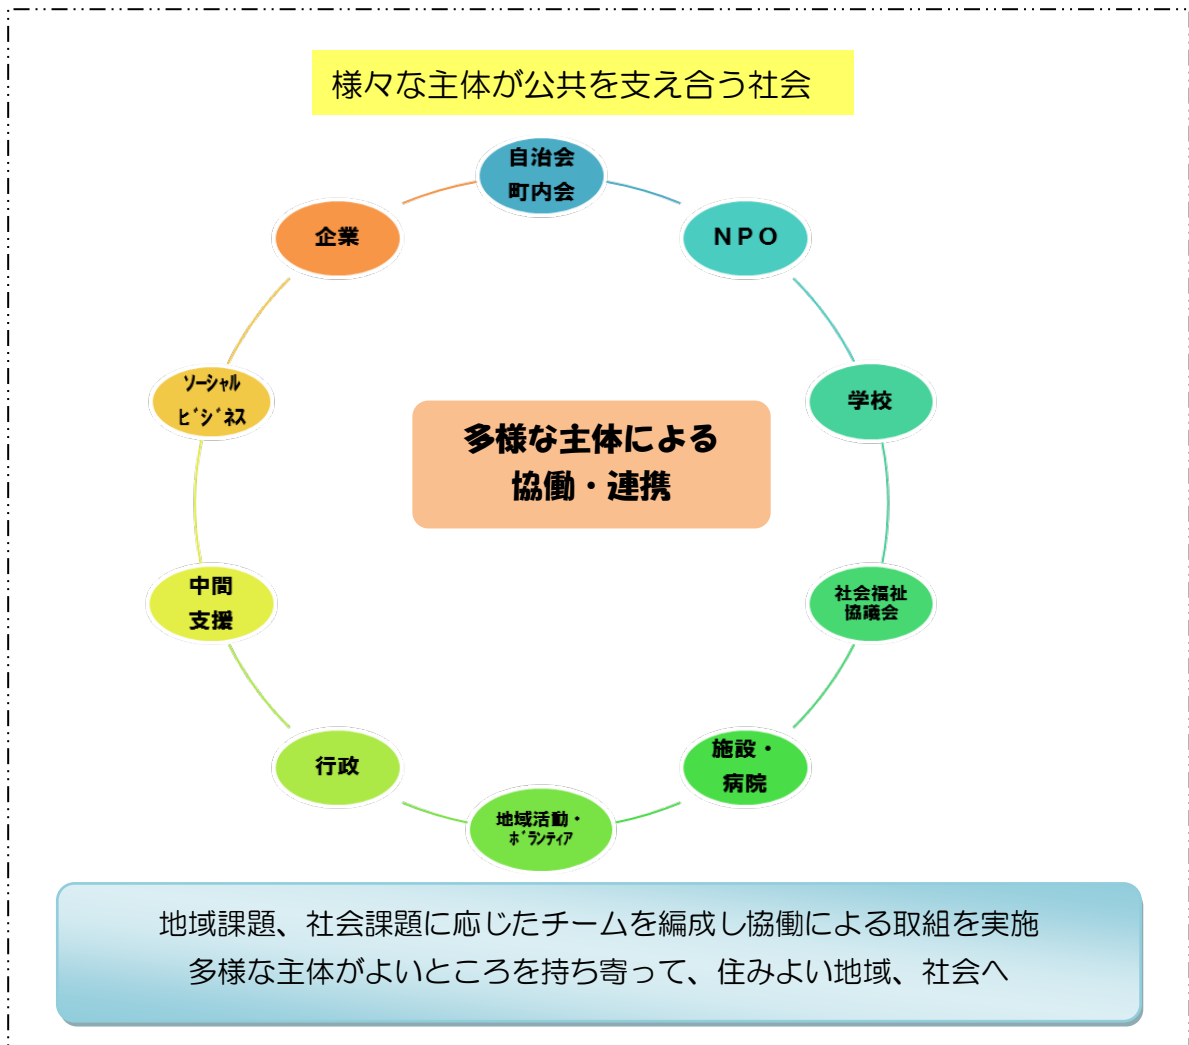 様々な主体が公共を支え合う社会
自治会
町内会
ＮＰＯ
学校
社会福祉
協議会
施設・
病院
地域活動・
ﾎﾞﾗﾝﾃｨｱ
行政
中間
支援
ｿｰｼｬﾙ
ﾋﾞｼﾞﾈｽ
企業
多様な主体による
協働・連携
地域課題、社会課題に応じたチームを編成し協働による取組を実施
多様な主体がよいところを持ち寄って、住みよい地域、社会へ